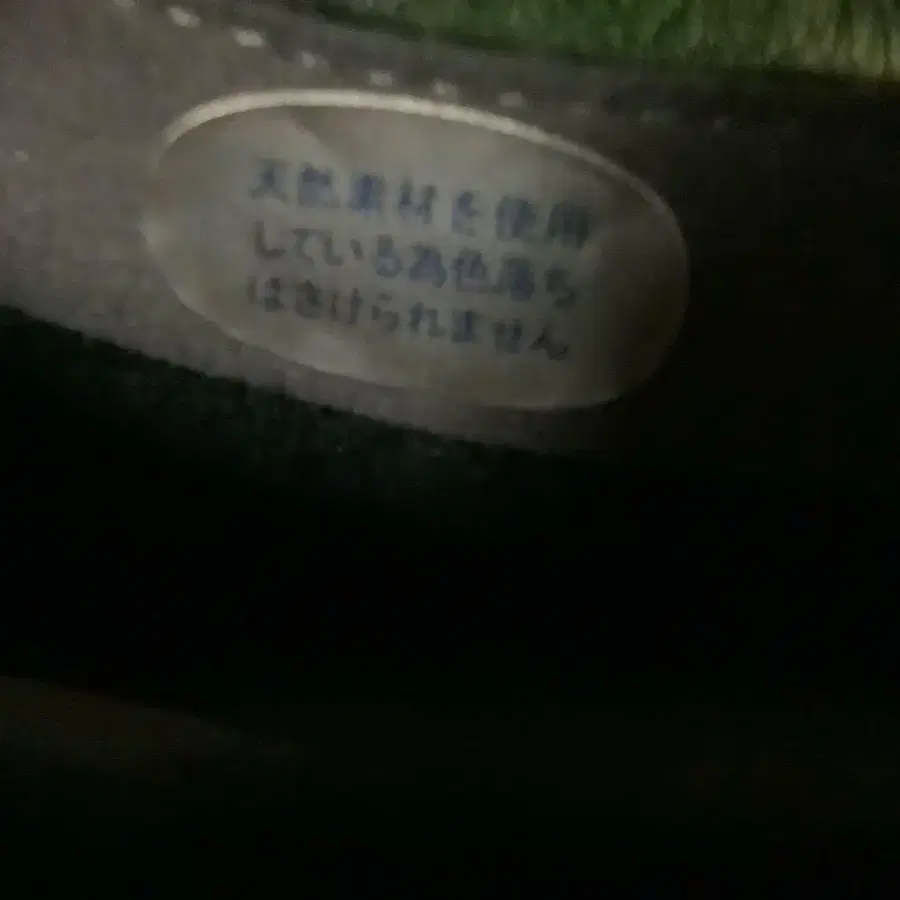 天然素材を使用
している為色落ち
はさけられません。